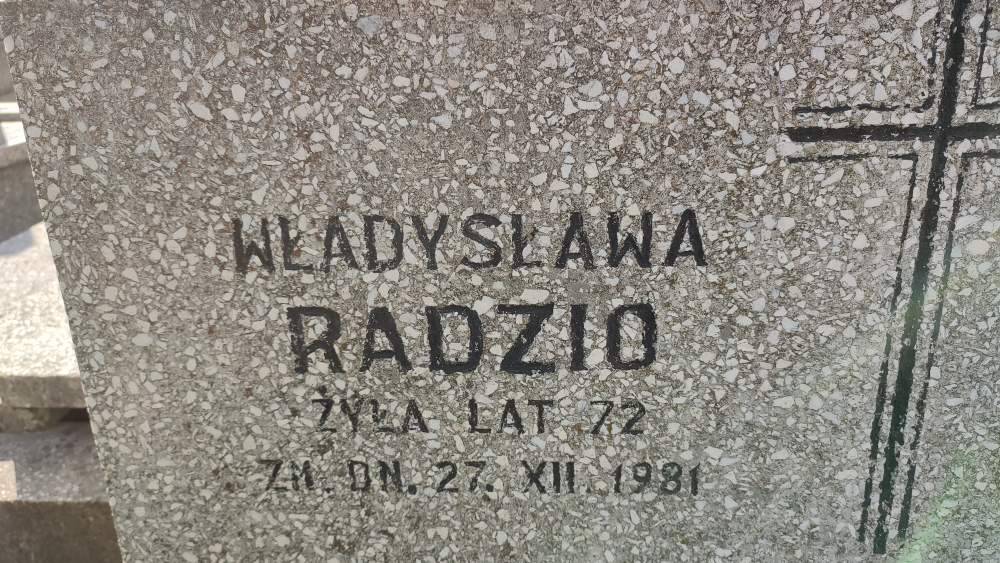 WŁADYSŁAWA
RADZIO
ŻYŁA LAT 72
ZM. DN. 27. XII. 1981